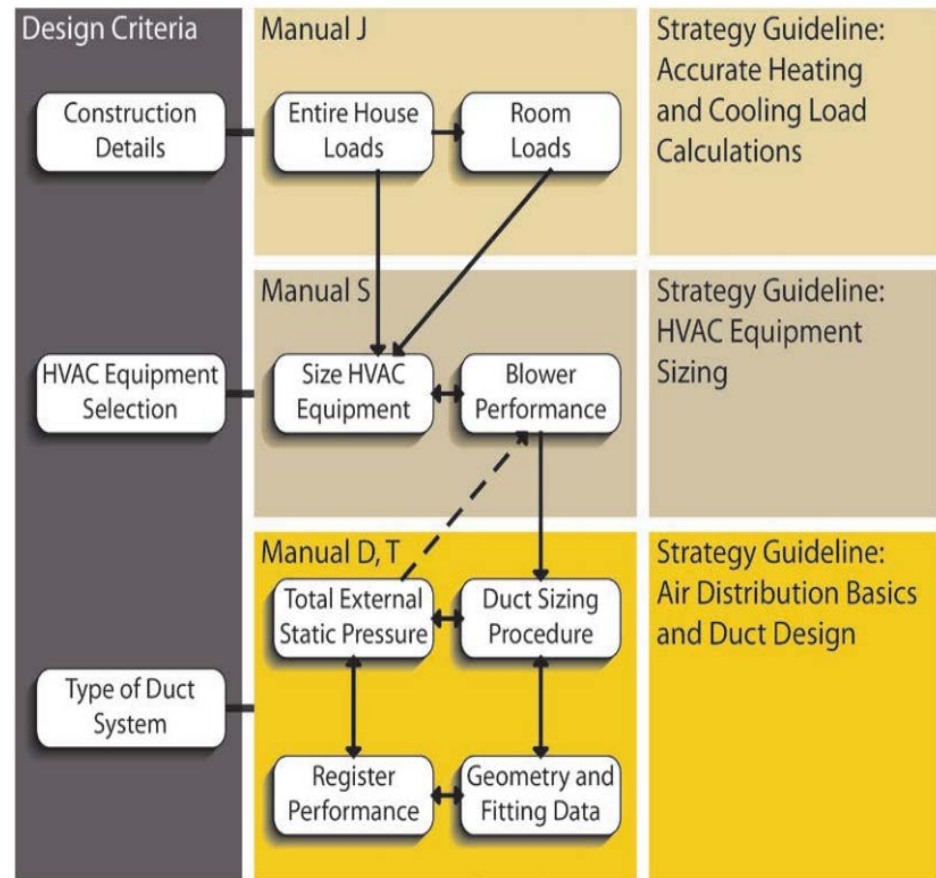 Design Criteria
Construction
Details
HVAC Equipment
Selection
Type of Duct
System
Manual J
Entire House
Loads
Room
Loads
Strategy Guideline:
Accurate Heating
and Cooling Load
Calculations
Manual S
Size HVAC
Equipment
Blower
Performance
Strategy Guideline:
HVAC Equipment
Sizing
Manual D, T
Total External
Static Pressure
Duct Sizing
Procedure
Register
Performance
Geometry and
Fitting Data
Strategy Guideline:
Air Distribution Basics
and Duct Design